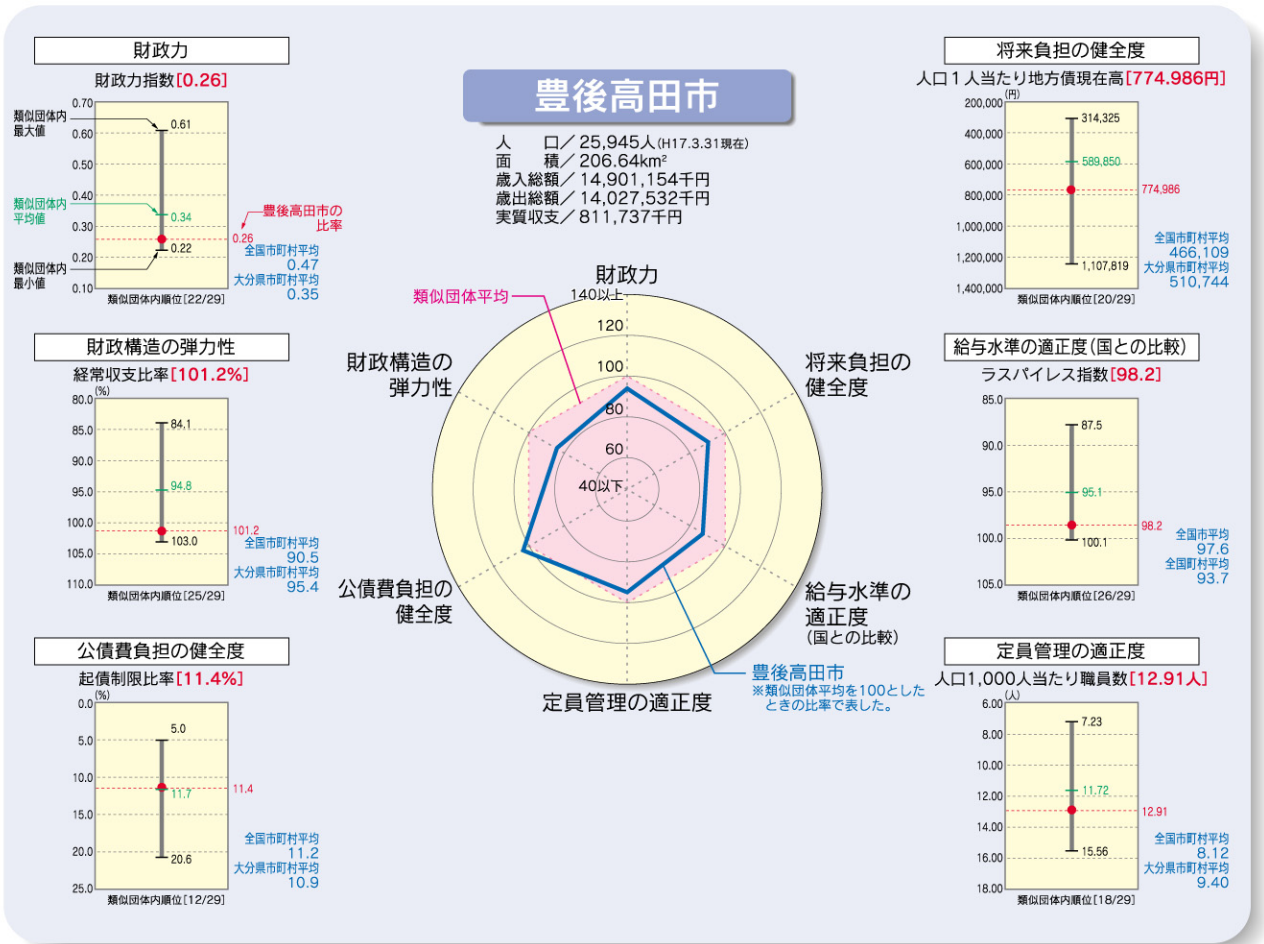 豊後高田市
人　　口／25,945人(H17.3.31現在)
面　　積／206.64km²
歳入総額／14,901,154千円
歳出総額／14,027,532千円
実質収支／811,737千円
財政力
財政力指数[0.26]
0.70
0.60
0.50
0.40
0.30
0.20
0.10
類似団体内
最大値
類似団体内
平均値
類似団体内
最小値
0.61
0.34
0.22
豊後高田市の
比率
0.26
全国市町村平均
0.47
大分県市町村平均
0.35
類似団体内順位[22/29]
財政構造の弾力性
経常収支比率[101.2%]
(%)
80.0
85.0
90.0
95.0
100.0
105.0
110.0
84.1
94.8
103.0
101.2
全国市町村平均
90.5
大分県市町村平均
95.4
類似団体内順位[25/29]
公債費負担の健全度
起債制限比率[11.4%]
(%)
0.0
5.0
10.0
15.0
20.0
25.0
5.0
11.7
20.6
11.4
全国市町村平均
11.2
大分県市町村平均
10.9
類似団体内順位[12/29]
財政力
類似団体平均
140以上
120
100
80
60
40以下
財政構造の
弾力性
将来負担の
健全度
公債費負担の
健全度
給与水準の
適正度
(国との比較)
定員管理の適正度
豊後高田市
※類似団体平均を100とした
ときの比率で表した。
将来負担の健全度
人口1人当たり地方債現在高[774.986円]
(円)
200,000
400,000
600,000
800,000
1,000,000
1,200,000
1,400,000
314,325
589,850
1,107,819
774,986
全国市町村平均
466,109
大分県市町村平均
510,744
類似団体内順位[20/29]
給与水準の適正度(国との比較)
ラスパイレス指数[98.2]
85.0
90.0
95.0
100.0
105.0
87.5
95.1
100.1
98.2
全国市平均
97.6
全国町村平均
93.7
類似団体内順位[26/29]
定員管理の適正度
人口1,000人当たり職員数[12.91人]
(人)
6.00
8.00
10.00
12.00
14.00
16.00
18.00
7.23
11.72
15.56
12.91
全国市町村平均
8.12
大分県市町村平均
9.40
類似団体内順位[18/29]